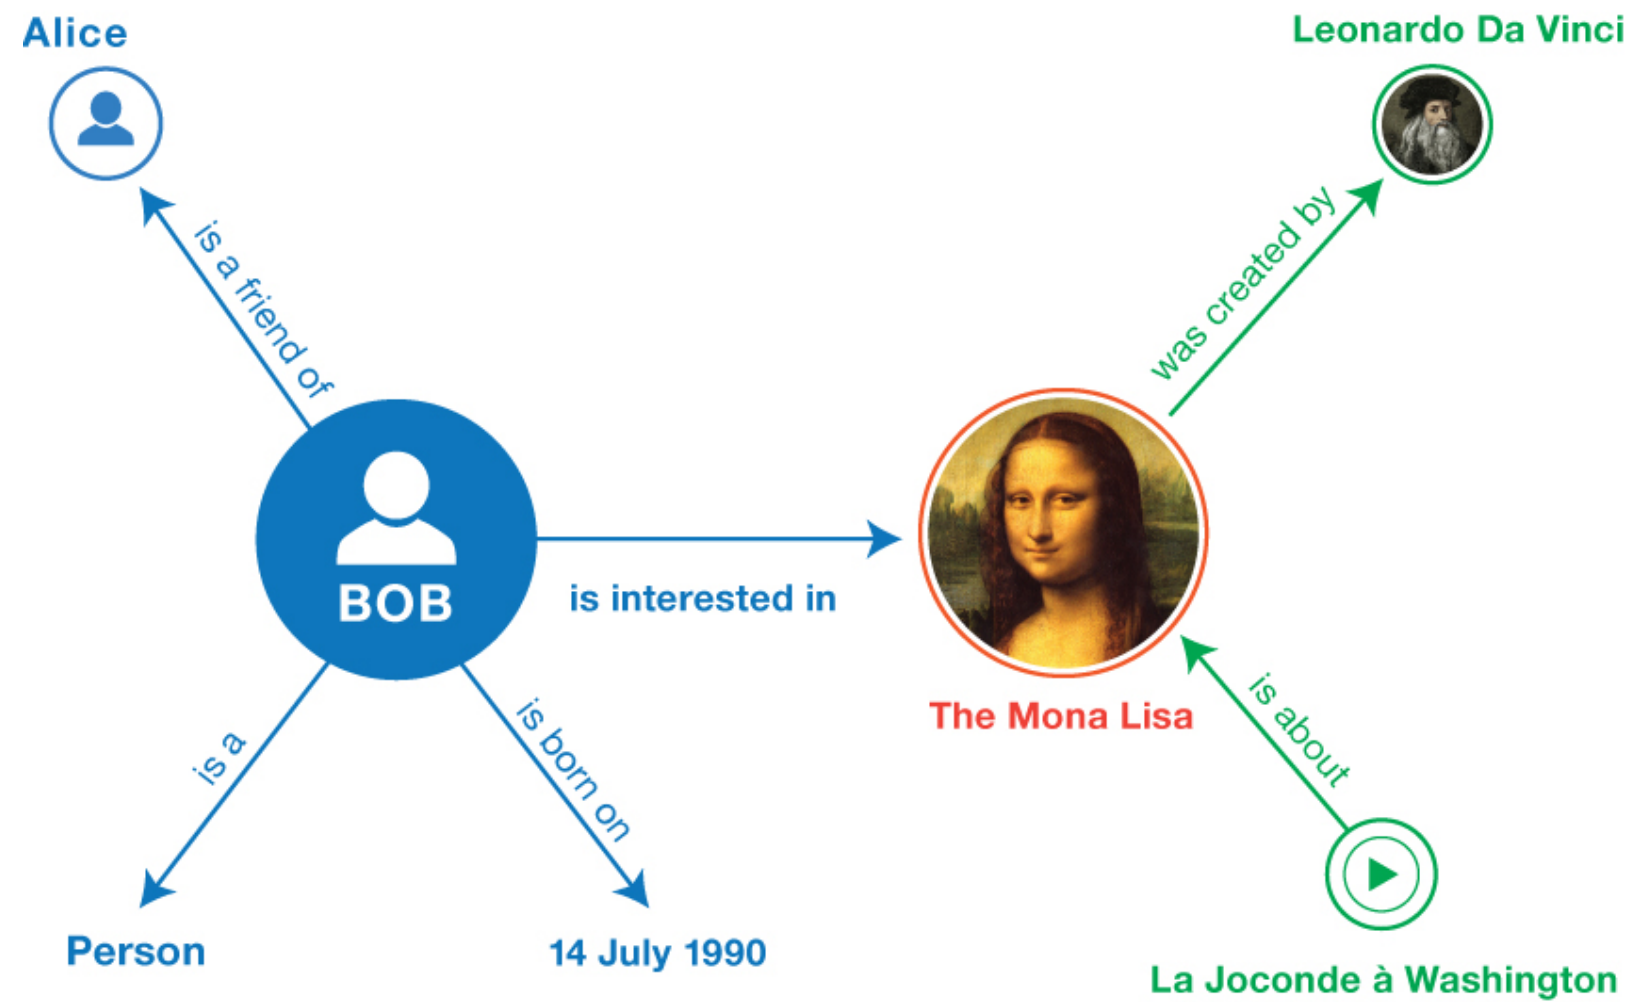 Alice
Leonardo Da Vinci
is a friend of
was created by
BOB
is interested in
The Mona Lisa
is a
is born on
is about
Person
14 July 1990
La Joconde à Washington